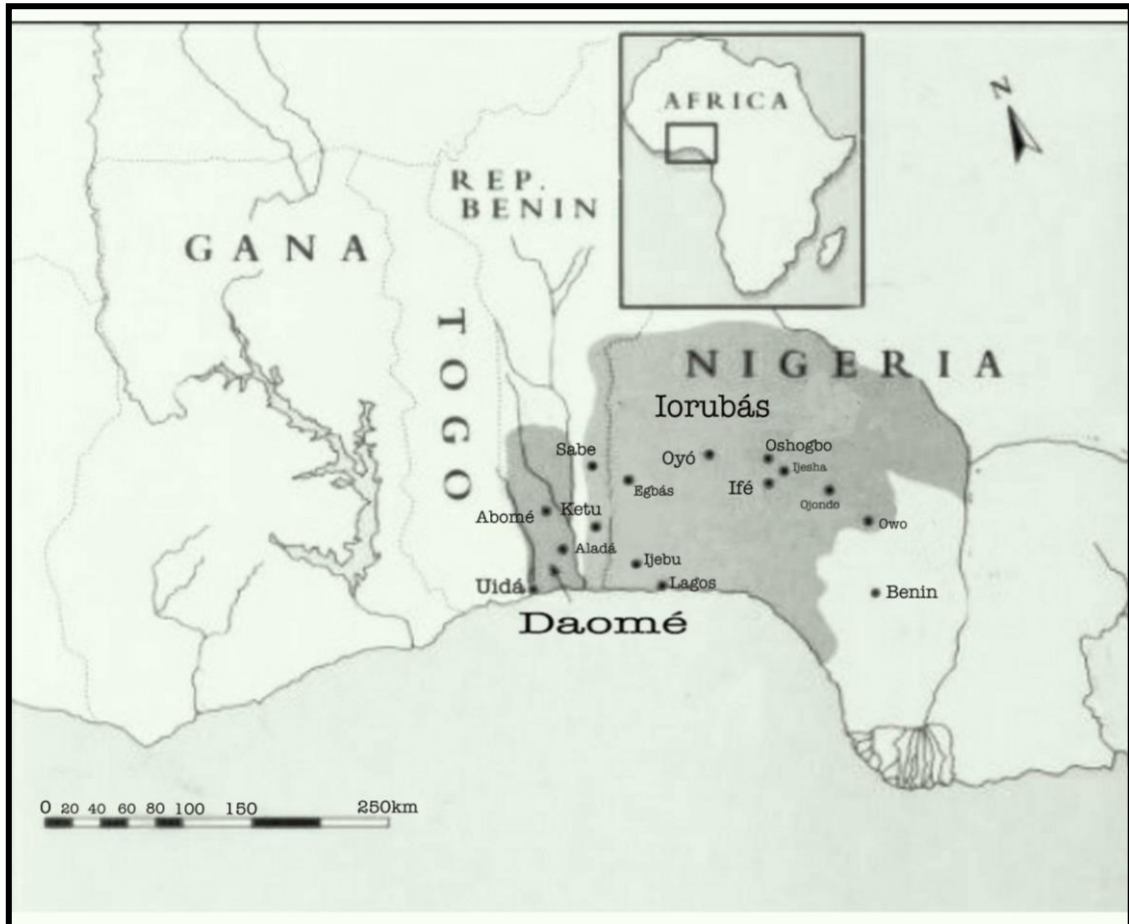 N
AFRICA
REP.
BENIN
GANA
TOGO
NIGERIA
Iorubás
Sabe
Oyó
Oshogbo
Ijesha
Egbás
Ifé
Ojondo
Abomé
Ketu
Owo
Aladá
Ijebu
Uidá
Lagos
Benin
Daomé
0 20 40 60 80 100 150 250km